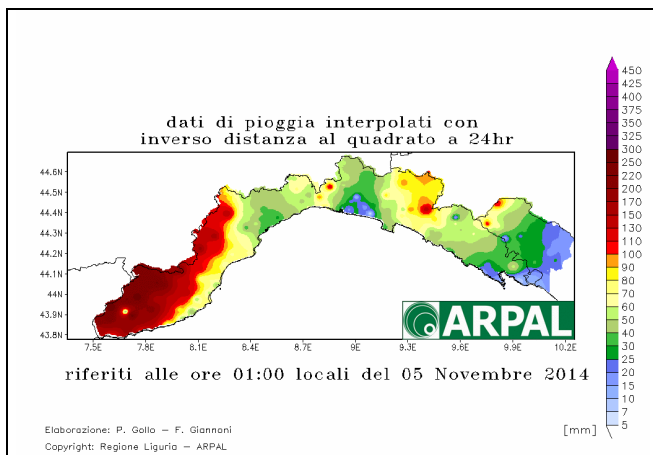 dati di pioggia interpolati con
inverso distanza al quadrato a 24hr
450
425
400
375
350
325
300
200
170
150
130
110
100
90
80
70
60
50
40
30
25
20
15
10
7
5
[mm]
44.6N
44.5N
44.4N
44.3N
44.2N
44.1N
44N
43.9N
43.8N
7.5E
7.8E
8.1E
8.4E
8.7E
9E
9.3E
9.6E
9.9E
10.2E
ARPAL
riferiti alle ore 01:00 locali del 05 Novembre 2014
Elaborazione: P. Gollo – F. Giannoni
Copyright: Regione Liguria – ARPAL